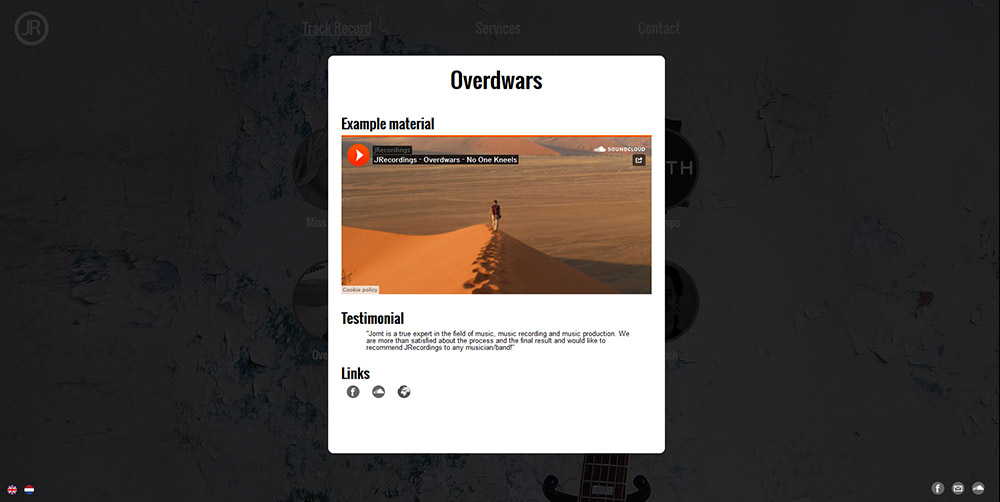 JR
Track Record
Services
Contact
Overdwars
Example material
JRecordings
JRecordings - Overdwars - No One Kneels
SOUNDCLOUD
Cookie policy
TH
Miss
Testimonial
"Jornt is a true expert in the field of music, music recording and music production. We
are more than satisfied about the process and the final result and would like to
recommend JRecordings to any musician/band!"
Links